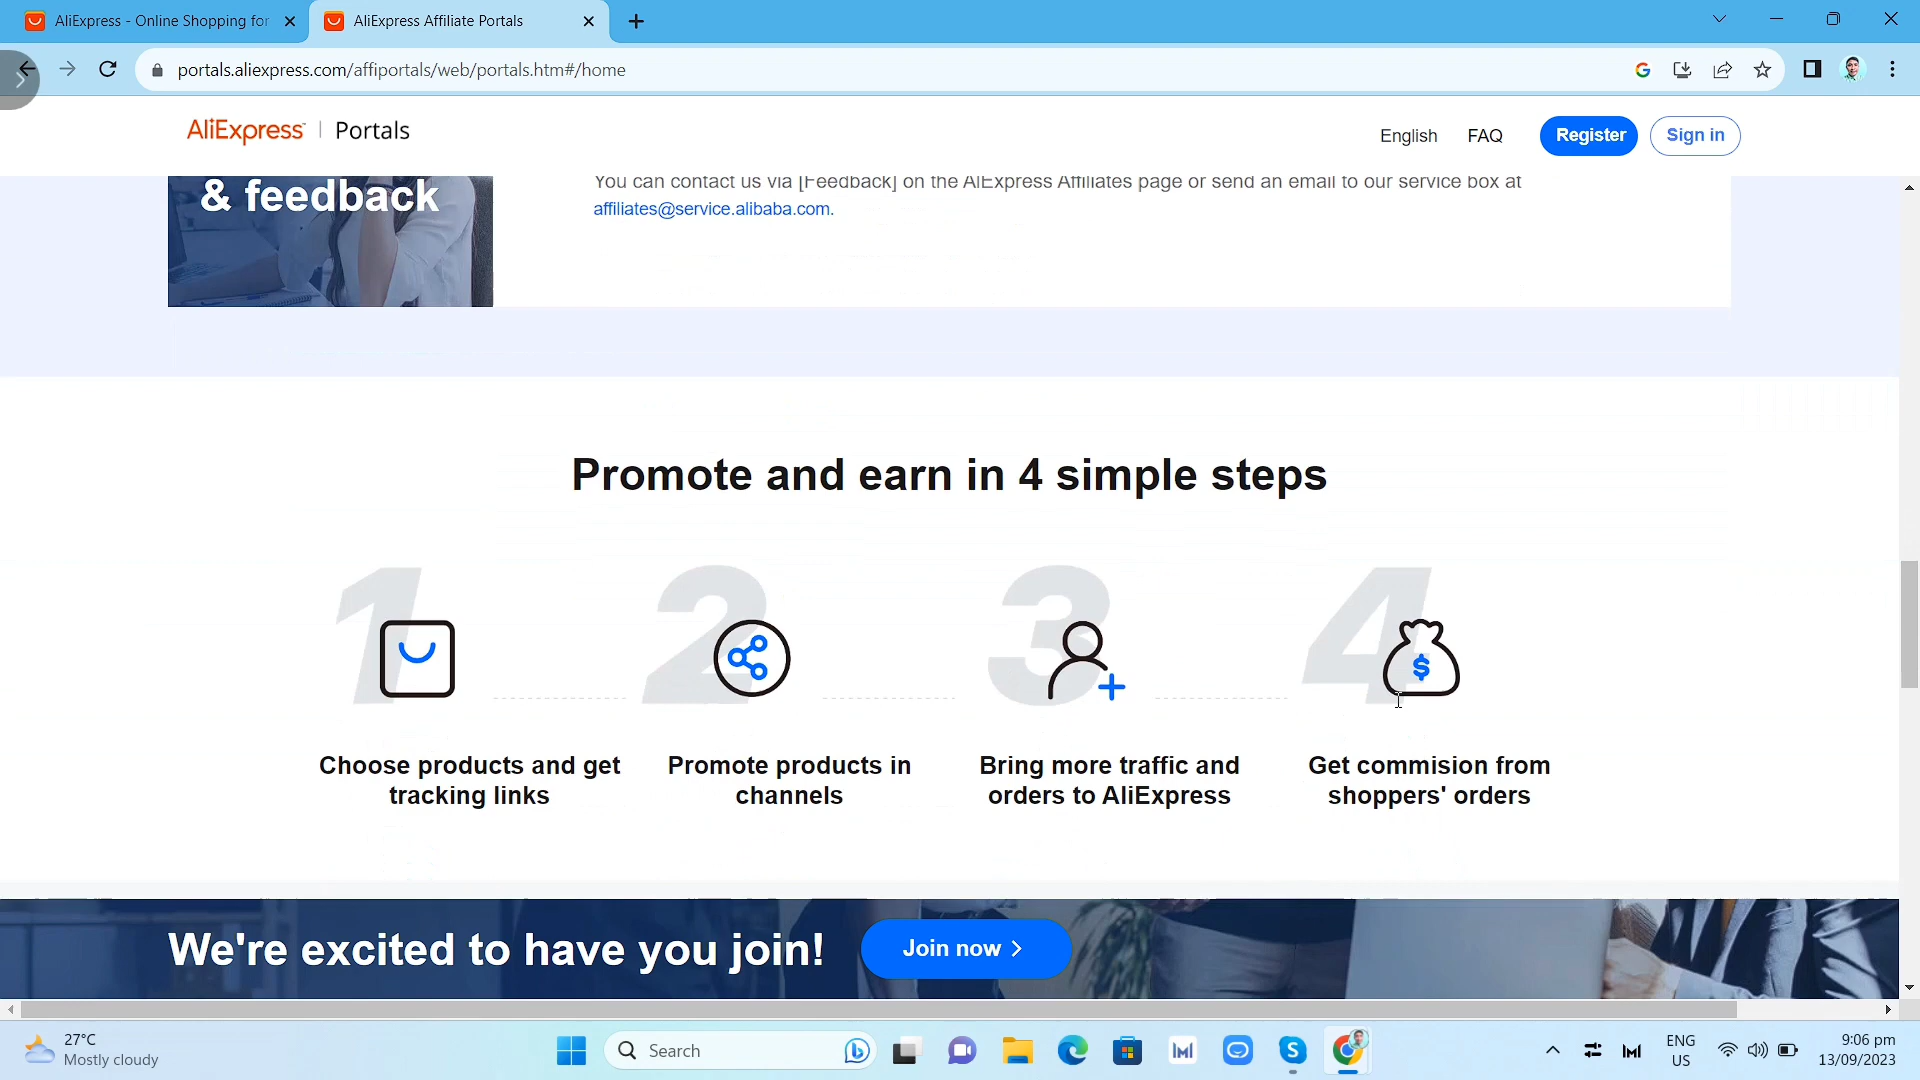 AliExpress - Online Shopping for
AliExpress Affiliate Portals
portals.aliexpress.com/affiportals/web/portals.htm#/home
AliExpress | Portals
English
FAQ
Register
Sign in
& feedback
You can contact us via [Feedback] on the AlExpress Affiliates page or send an email to our service box at
affiliates@service.alibaba.com.
Promote and earn in 4 simple steps
1
2
3
4
$
Choose products and get
tracking links
Promote products in
channels
Bring more traffic and
orders to AliExpress
Get commision from
shoppers' orders
We're excited to have you join!
Join now >
27°C
Mostly cloudy
Search
ENG
US
9:06 pm
13/09/2023